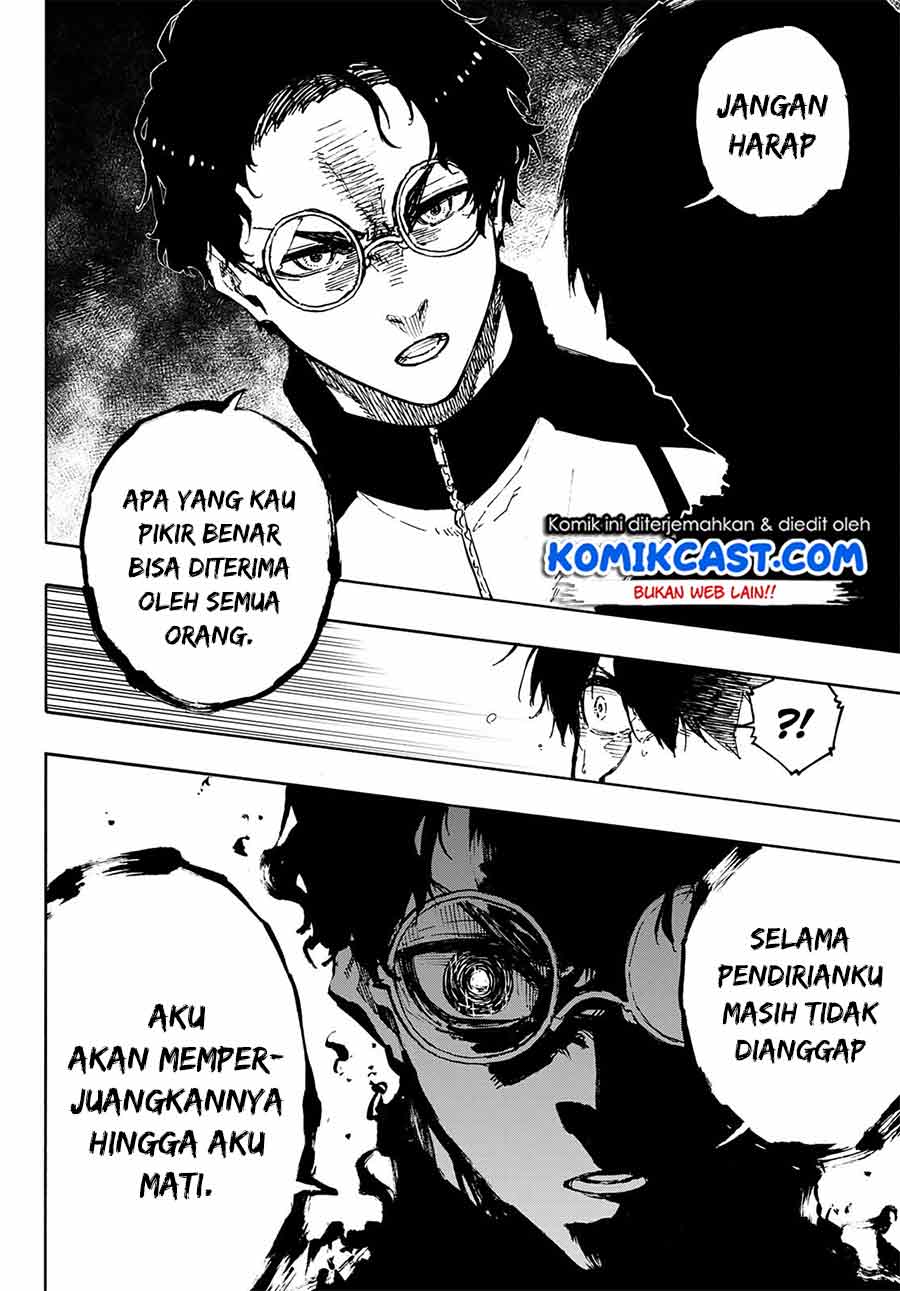 JANGAN
HARAP
APA YANG KAU
PIKIR BENAR
BISA DITERIMA
OLEH SEMUA
ORANG.
Komik ini diterjemahkan & diedit oleh
KOMIKCAST.COM
BUKAN WEB LAIN!!
?!
SELAMA
PENDIRIANKU
MASIH TIDAK
DIANGGAP
AKU
AKAN MEMPER-
JUANGKANNYA
HINGGA AKU
MATI.